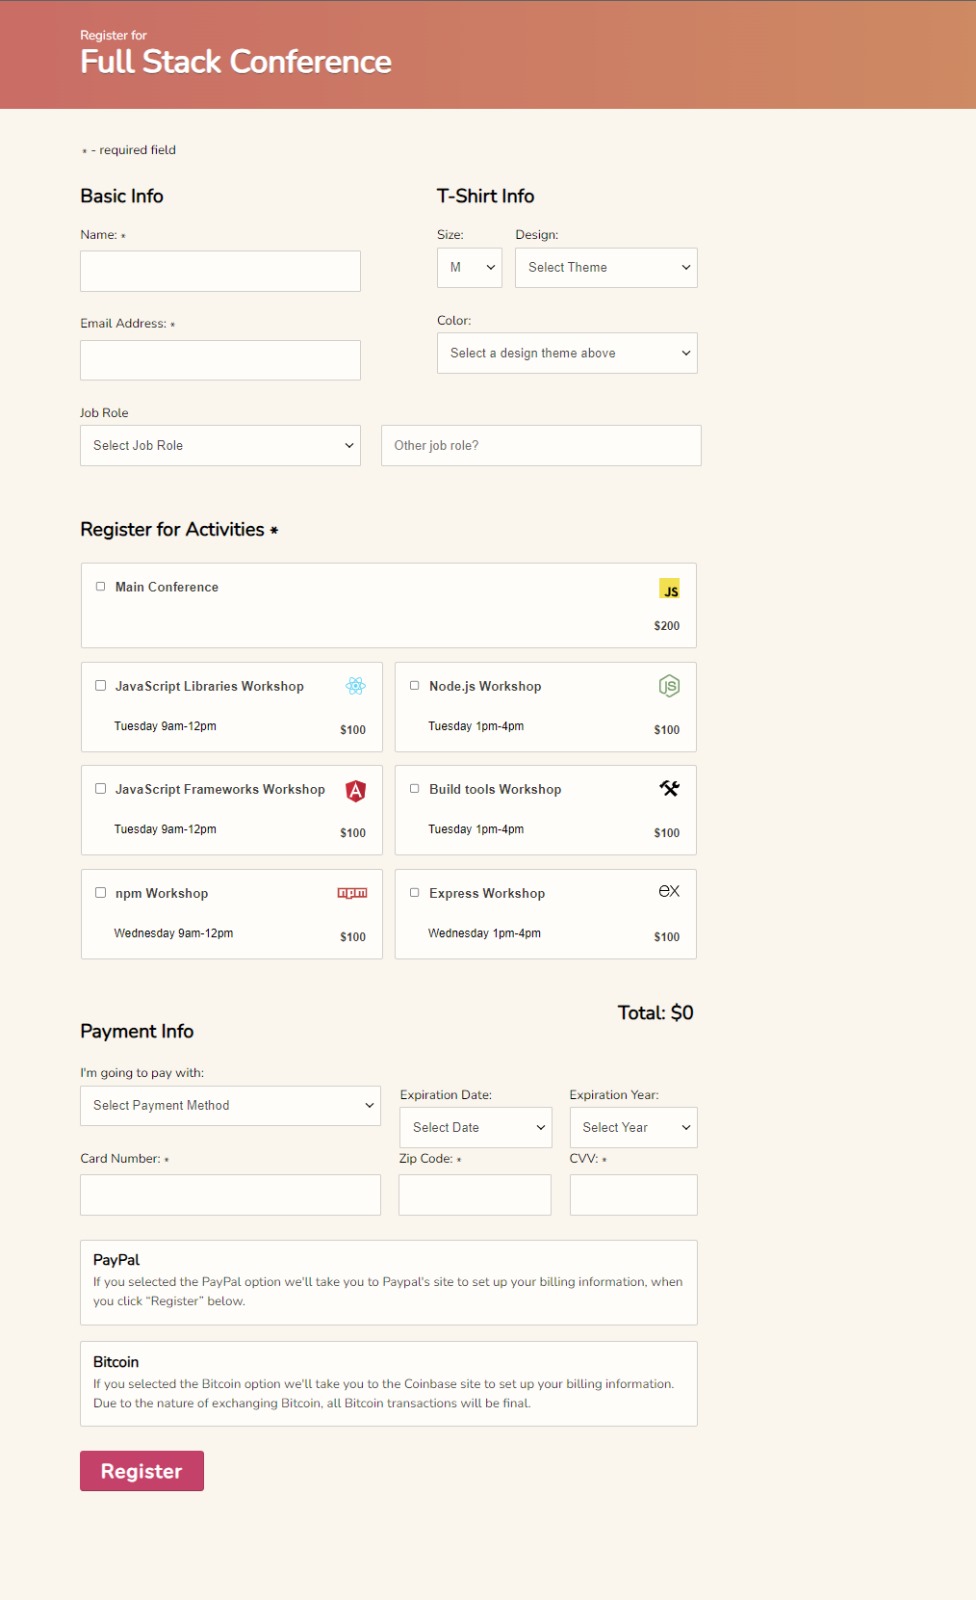 Register for
Full Stack Conference
* - required field
Basic Info
T-Shirt Info
Name: *
Size:
Design:
M
Select Theme
Email Address: *
Color:
Select a design theme above
Job Role
Select Job Role
Other job role?
Register for Activities *
Main Conference
JS
$200
JavaScript Libraries Workshop
Tuesday 9am-12pm
$100
Node.js Workshop
JS
Tuesday 1pm-4pm
$100
JavaScript Frameworks Workshop
A
Tuesday 9am-12pm
$100
Build tools Workshop
Tuesday 1pm-4pm
$100
npm Workshop
npm
Wednesday 9am-12pm
$100
Express Workshop
ex
Wednesday 1pm-4pm
$100
Total: $0
Payment Info
I'm going to pay with:
Select Payment Method
Expiration Date:
Select Date
Expiration Year:
Select Year
Card Number: *
Zip Code: *
CVV: *
PayPal
If you selected the PayPal option we'll take you to Paypal's site to set up your billing information, when
you click “Register” below.
Bitcoin
If you selected the Bitcoin option we'll take you to the Coinbase site to set up your billing information.
Due to the nature of exchanging Bitcoin, all Bitcoin transactions will be final.
Register